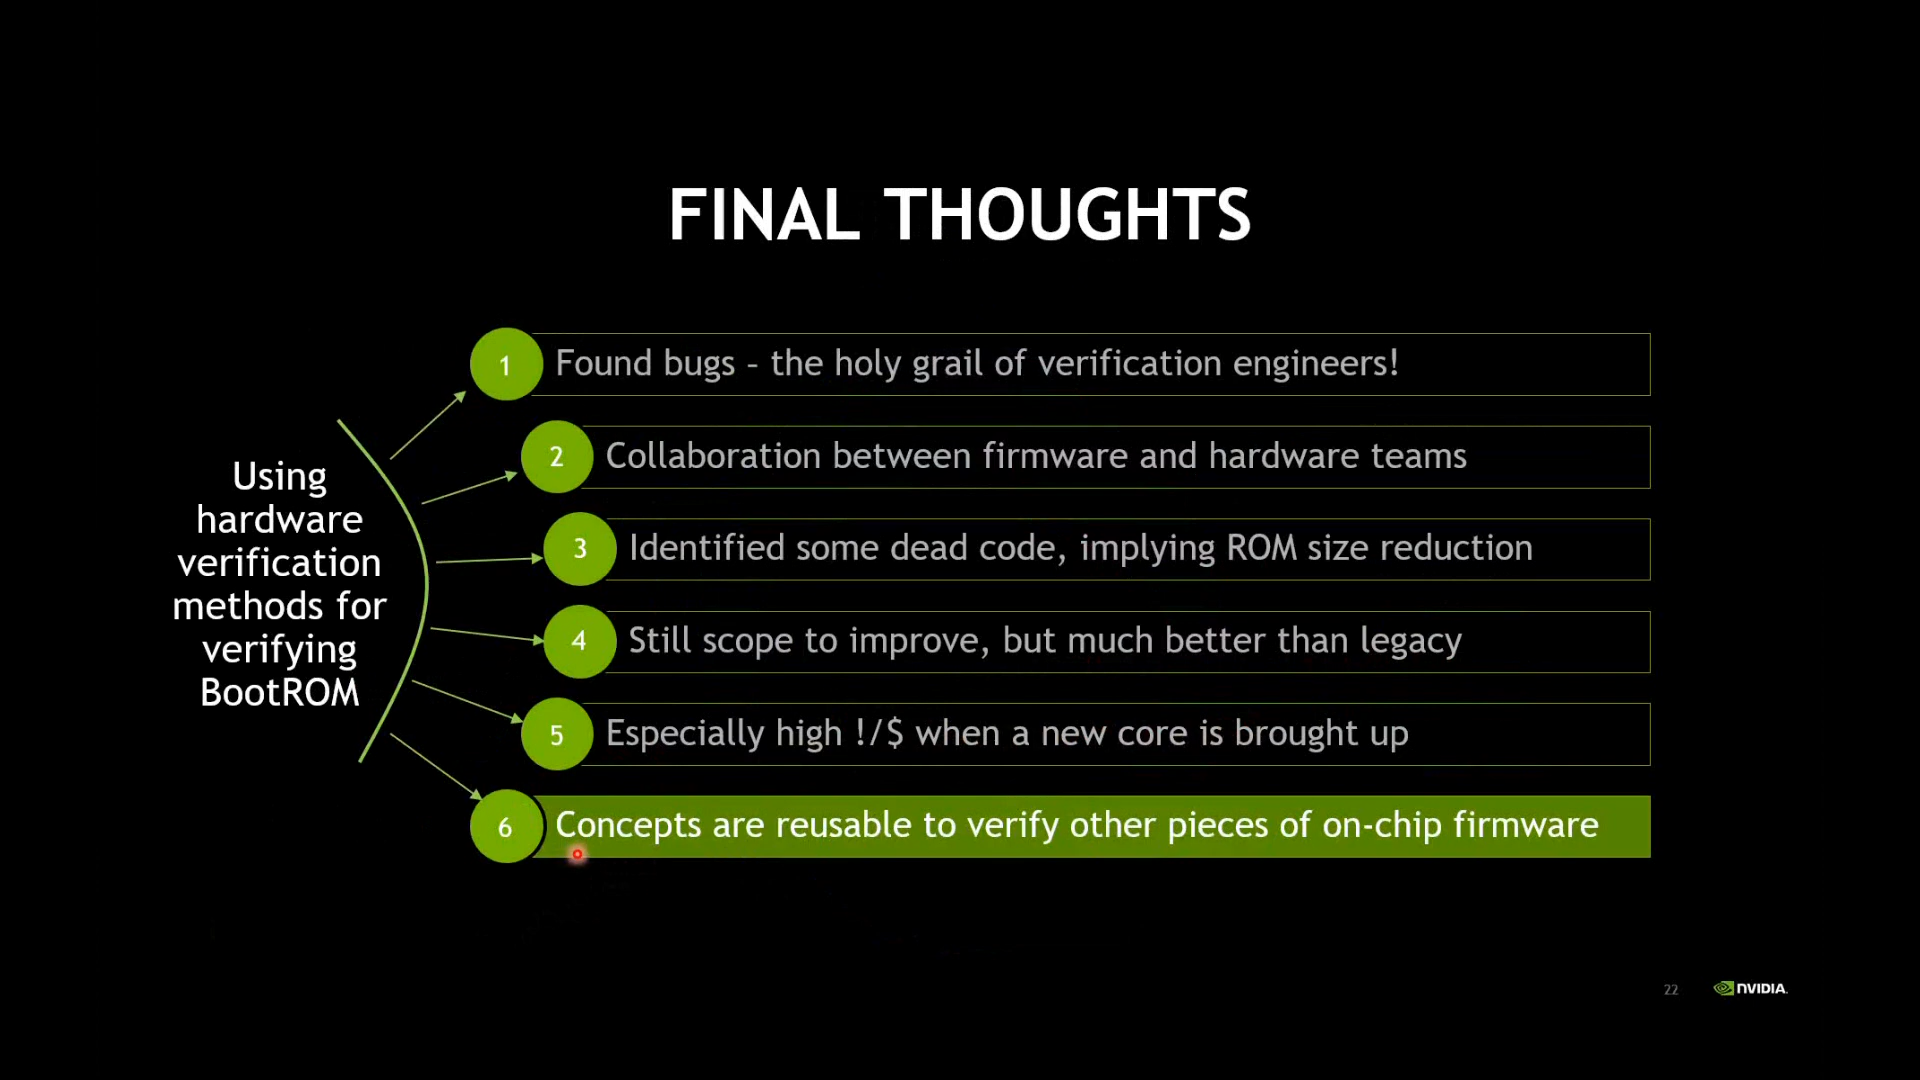 FINAL THOUGHTS
Using
hardware
verification
methods for
verifying
BootROM
1 Found bugs – the holy grail of verification engineers!
2 Collaboration between firmware and hardware teams
3 Identified some dead code, implying ROM size reduction
4 Still scope to improve, but much better than legacy
5 Especially high !/$ when a new core is brought up
6 Concepts are reusable to verify other pieces of on-chip firmware
22 NVIDIA.